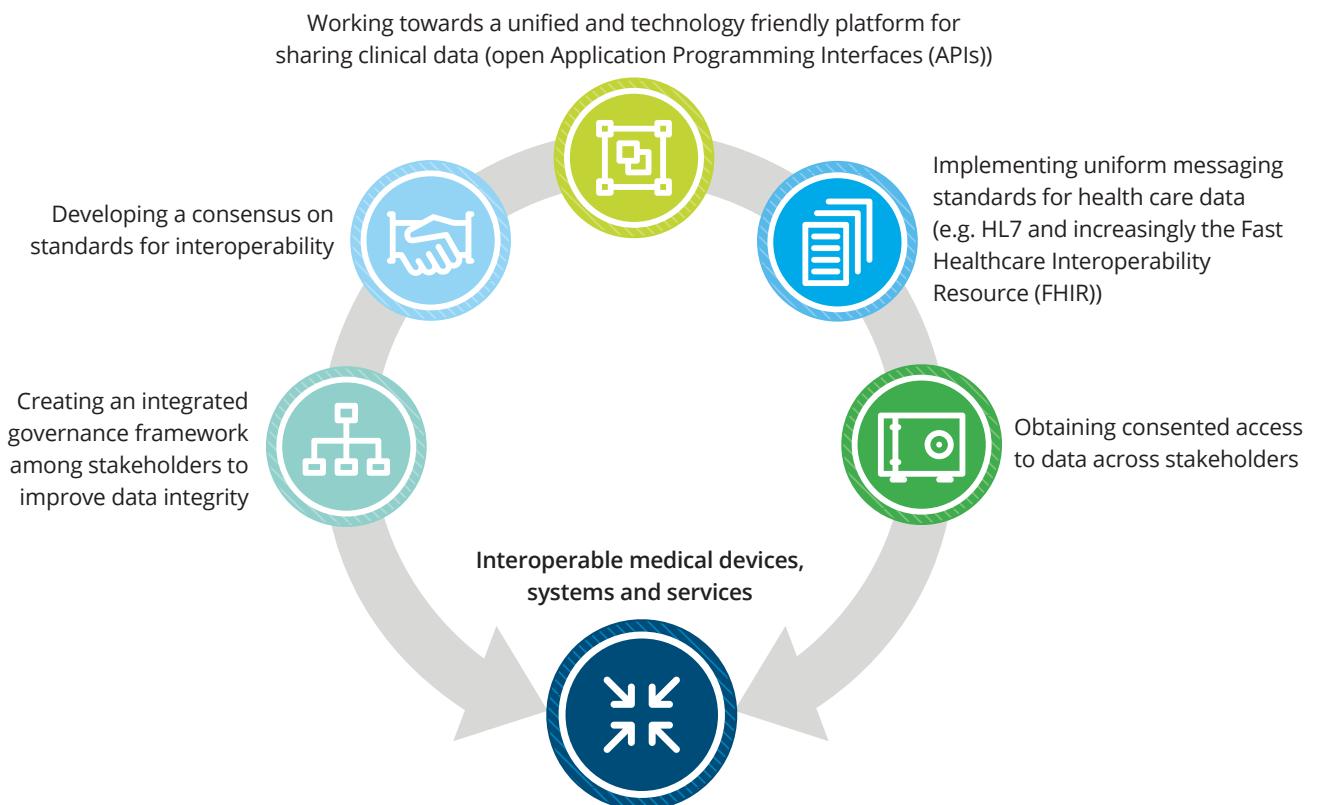 Working towards a unified and technology friendly platform for
sharing clinical data (open Application Programming Interfaces (APIs))
Developing a consensus on
standards for interoperability
Implementing uniform messaging
standards for health care data
(e.g. HL7 and increasingly the Fast
Healthcare Interoperability
Resource (FHIR))
Creating an integrated
governance framework
among stakeholders to
improve data integrity
Obtaining consented access
to data across stakeholders
Interoperable medical devices,
systems and services